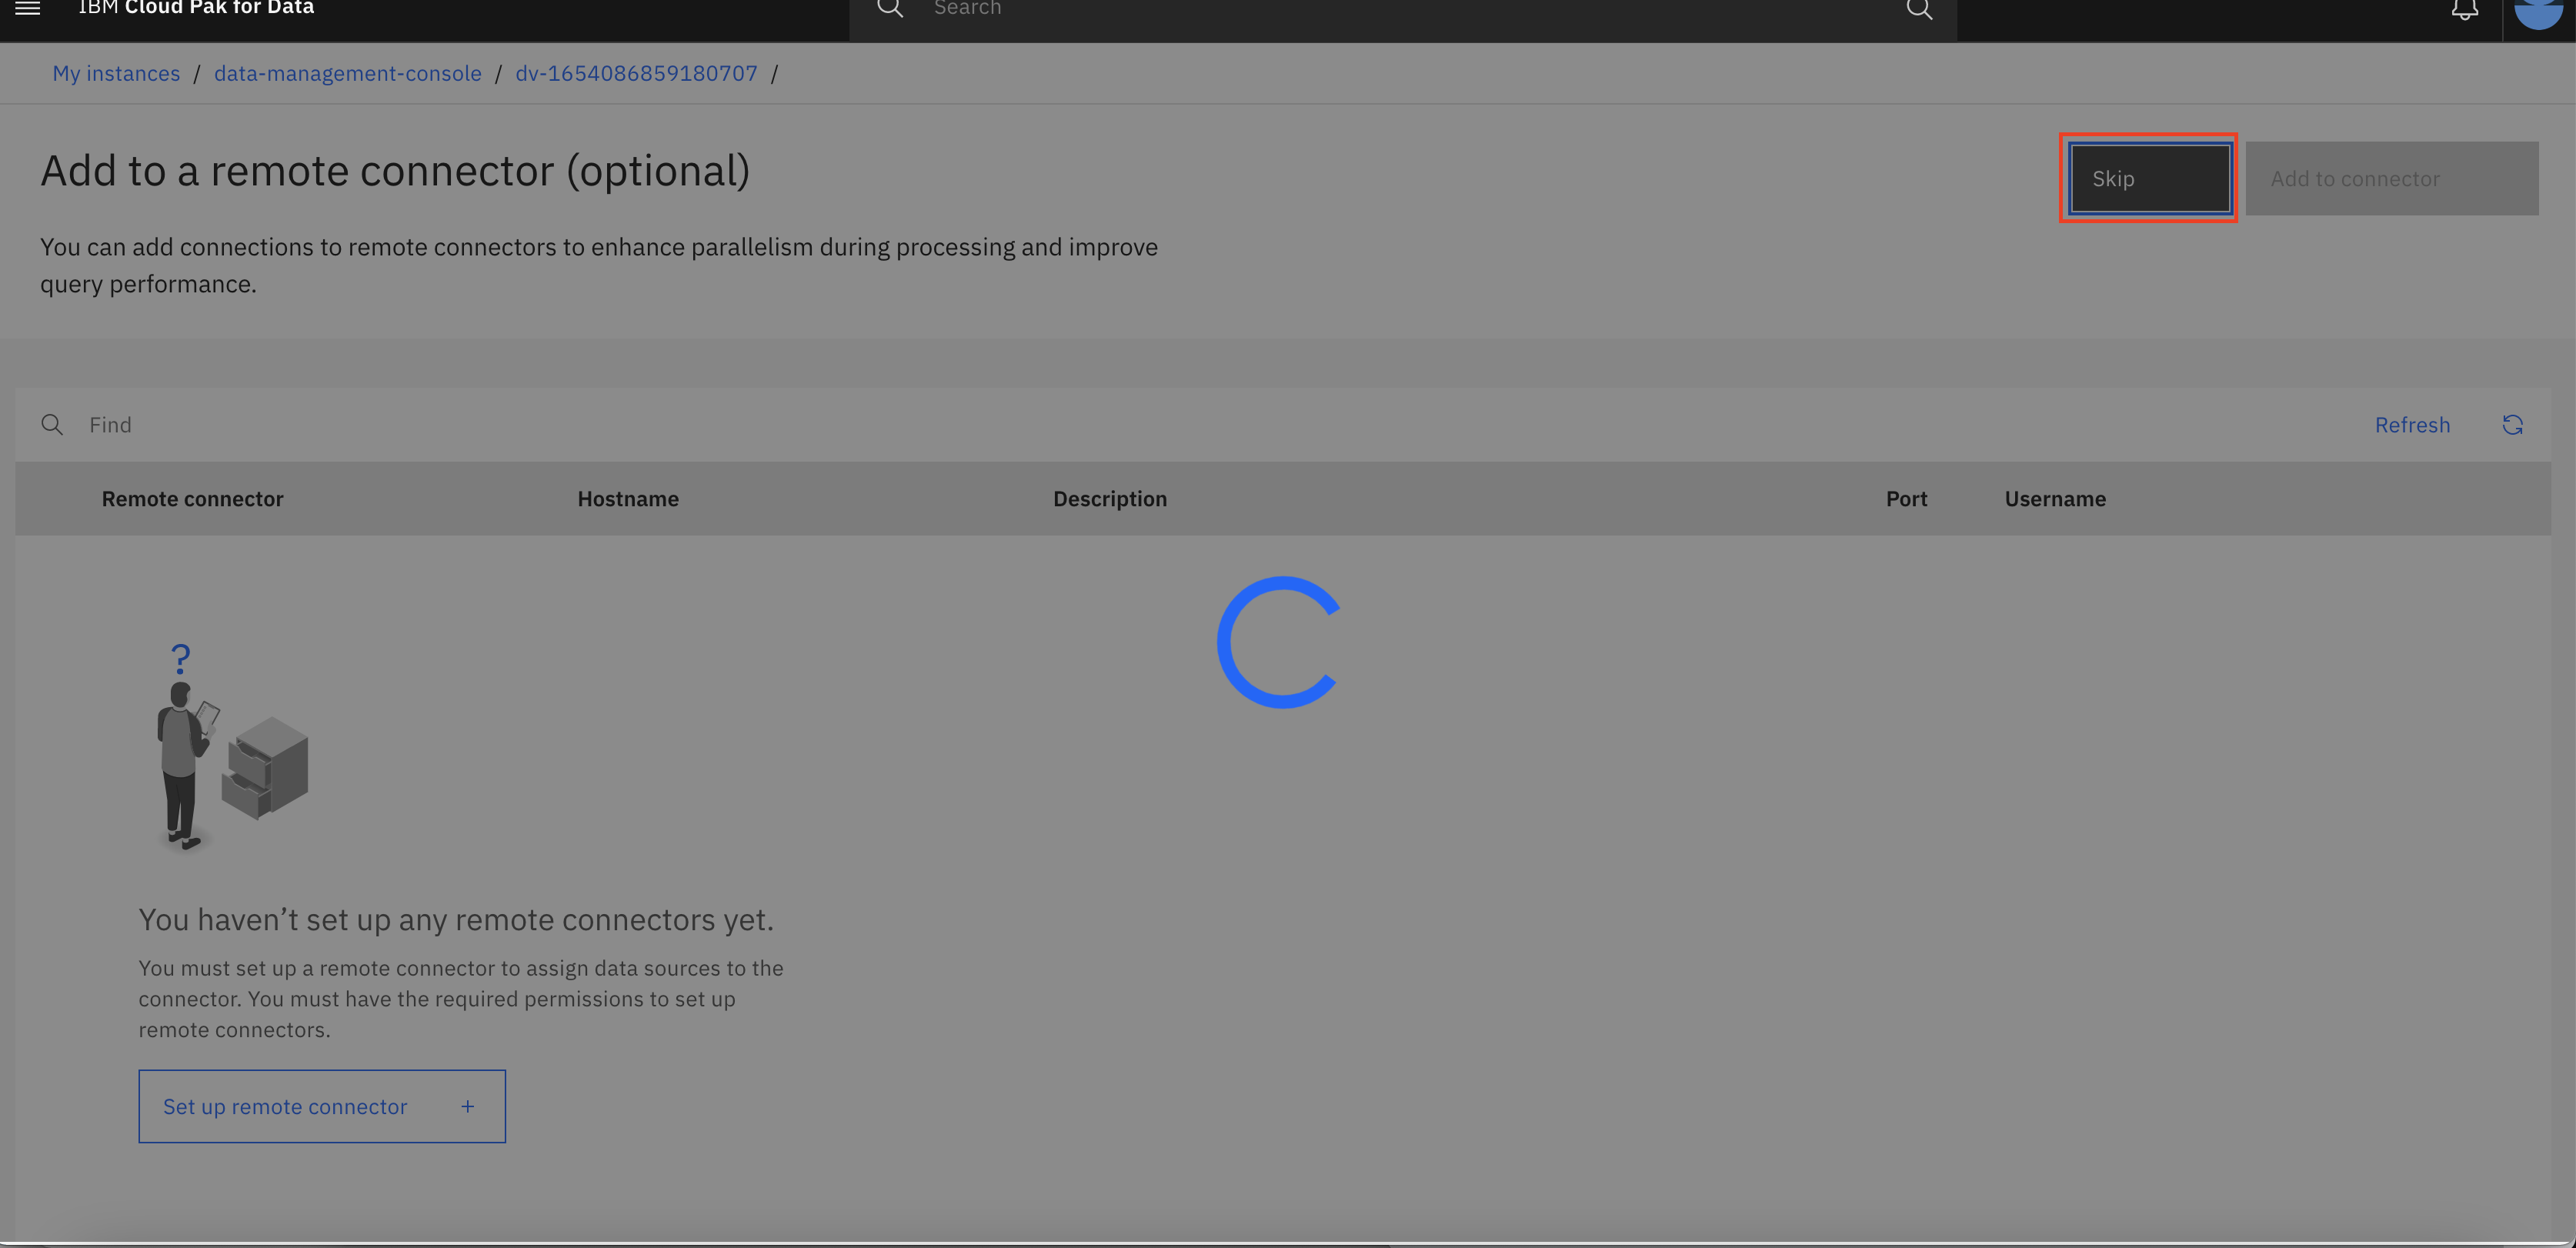 IBM Cloud Pak for Data
Search
My instances / data-management-console / dv-1654086859180707 /
Add to a remote connector (optional)
Skip
Add to connector
You can add connections to remote connectors to enhance parallelism during processing and improve
query performance.
Find
Refresh
Remote connector Hostname Description Port Username
?
You haven’t set up any remote connectors yet.
You must set up a remote connector to assign data sources to the
connector. You must have the required permissions to set up
remote connectors.
Set up remote connector +